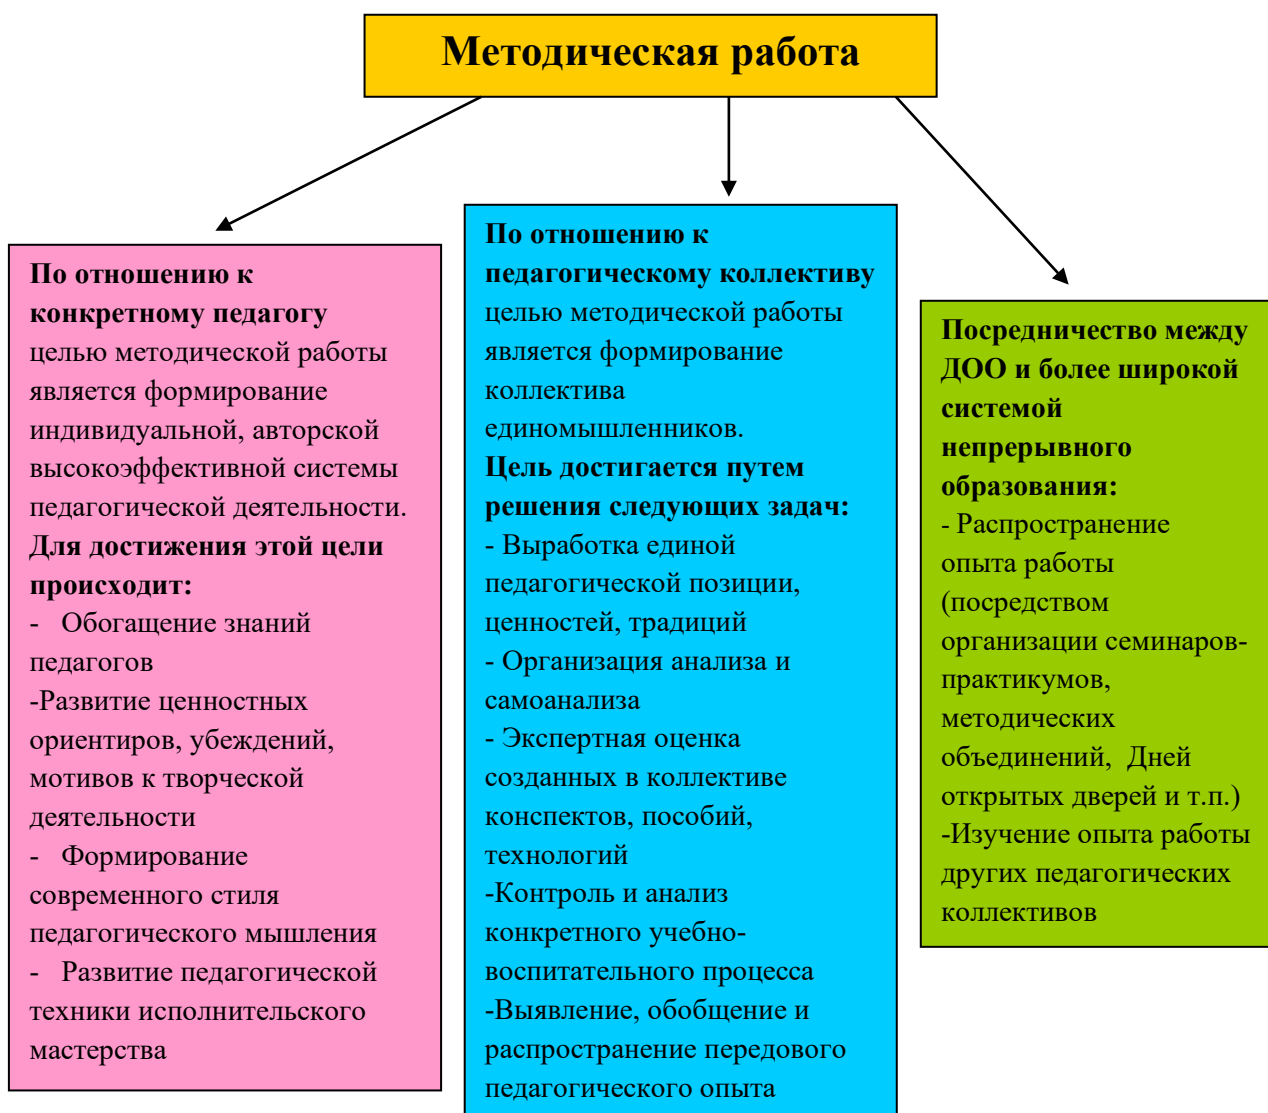 Методическая работа
По отношению к
конкретному педагогу
целью методической работы
является формирование
индивидуальной, авторской
высокоэффективной системы
педагогической деятельности.
Для достижения этой цели
происходит:
- Обогащение знаний
педагогов
-Развитие ценностных
ориентиров, убеждений,
мотивов к творческой
деятельности
- Формирование
современного стиля
педагогического мышления
- Развитие педагогической
техники исполнительского
мастерства
По отношению к
педагогическому коллективу
целью методической работы
является формирование
коллектива
единомышленников.
Цель достигается путем
решения следующих задач:
- Выработка единой
педагогической позиции,
ценностей, традиций
- Организация анализа и
самоанализа
- Экспертная оценка
созданных в коллективе
конспектов, пособий,
технологий
-Контроль и анализ
конкретного учебно-
воспитательного процесса
-Выявление, обобщение и
распространение передового
педагогического опыта
Посредничество между
ДОО и более широкой
системой
непрерывного
образования:
- Распространение
опыта работы
(посредством
организации семинаров-
практикумов,
методических
объединений, Дней
открытых дверей и т.п.)
-Изучение опыта работы
других педагогических
коллективов